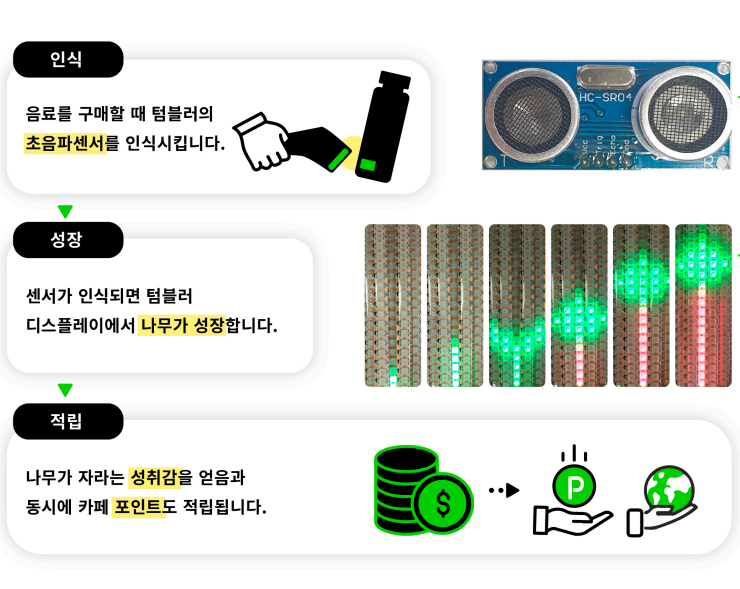 인식
음료를 구매할 때 텀블러의
초음파센서를 인식시킵니다.
HC-SR04
T
Vcc
Trig
Echo
Gnd
R
성장
센서가 인식되면 텀블러
디스플레이에서 나무가 성장합니다.
적립
나무가 자라는 성취감을 얻음과
동시에 카페 포인트도 적립됩니다.
$
P